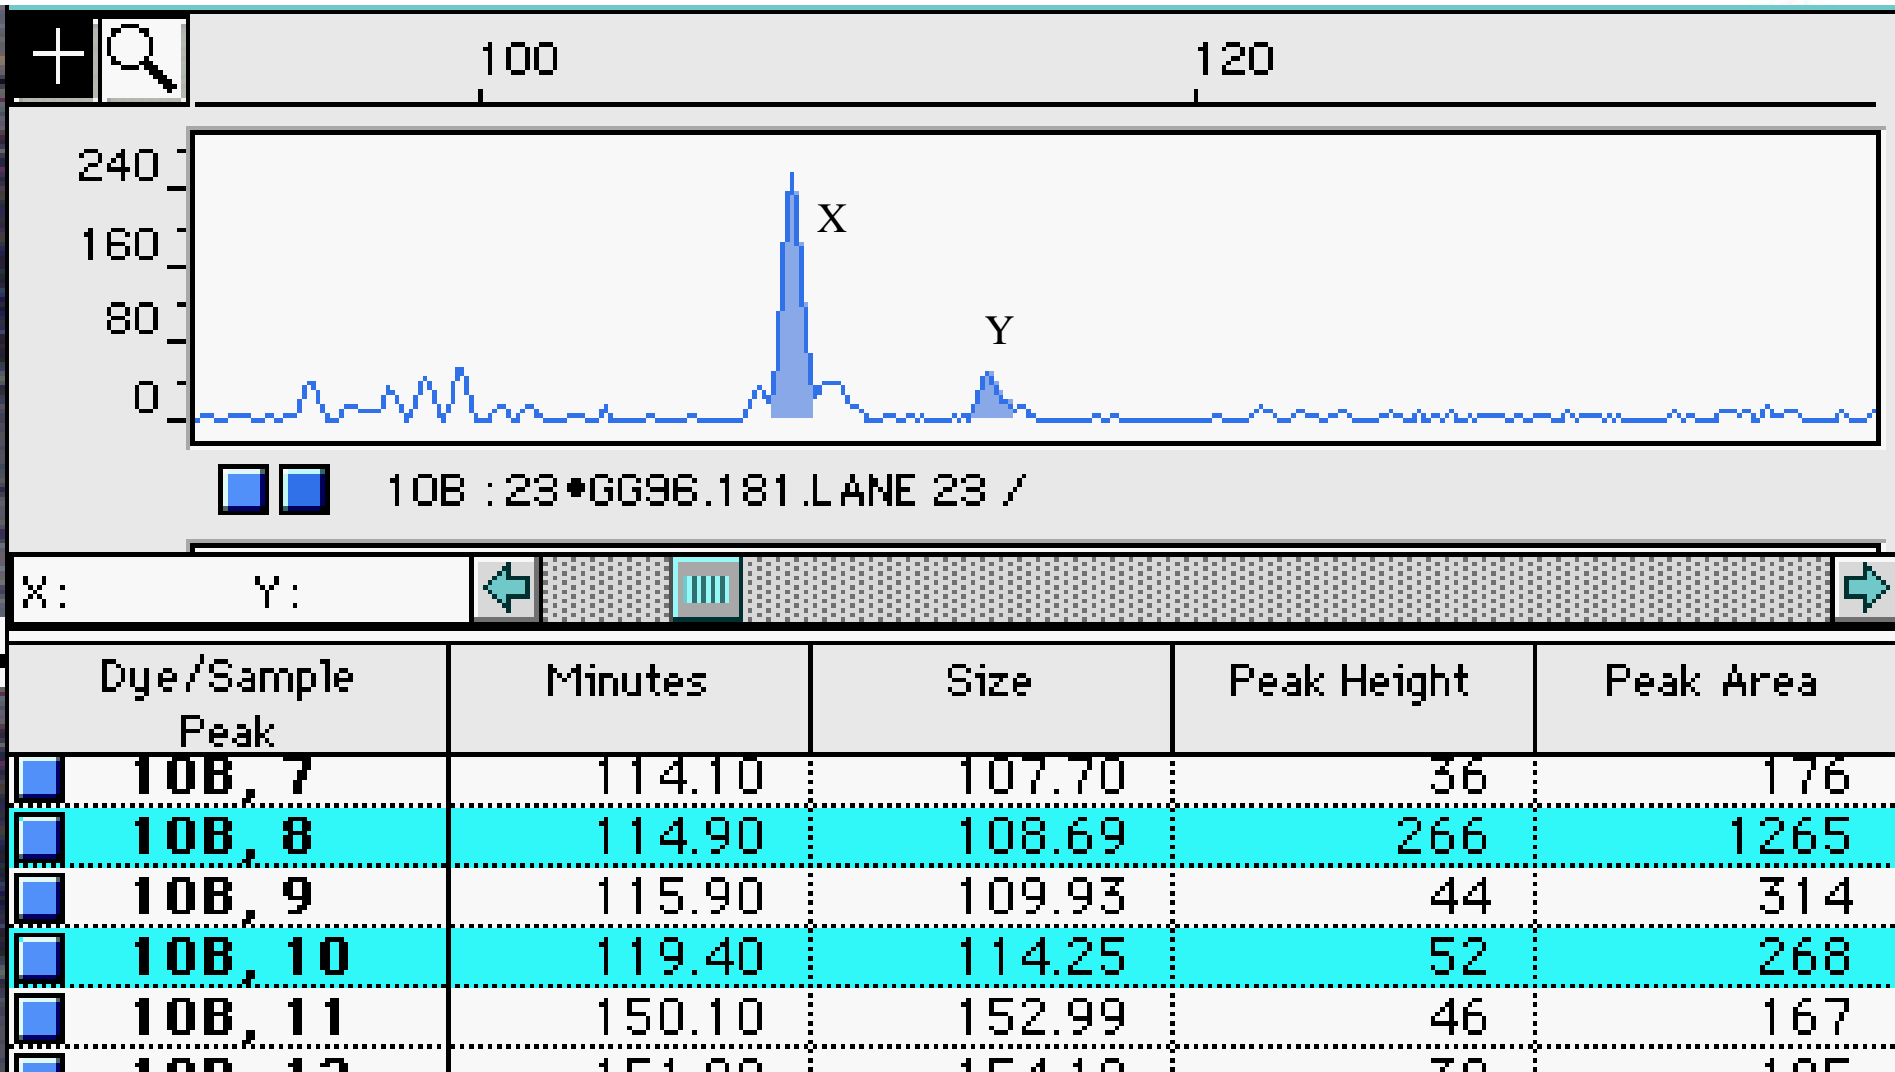 100 120
240
160
80
0
X
Y
10B : 23•GG96.181.LANE 23 /
X: Y:
Dye/Sample Peak Minutes Size Peak Height Peak Area
10B, 7 114.10 107.70 36 176
10B, 8 114.90 108.69 266 1265
10B, 9 115.90 109.93 44 314
10B, 10 119.40 114.25 52 268
10B, 11 150.10 152.99 46 167